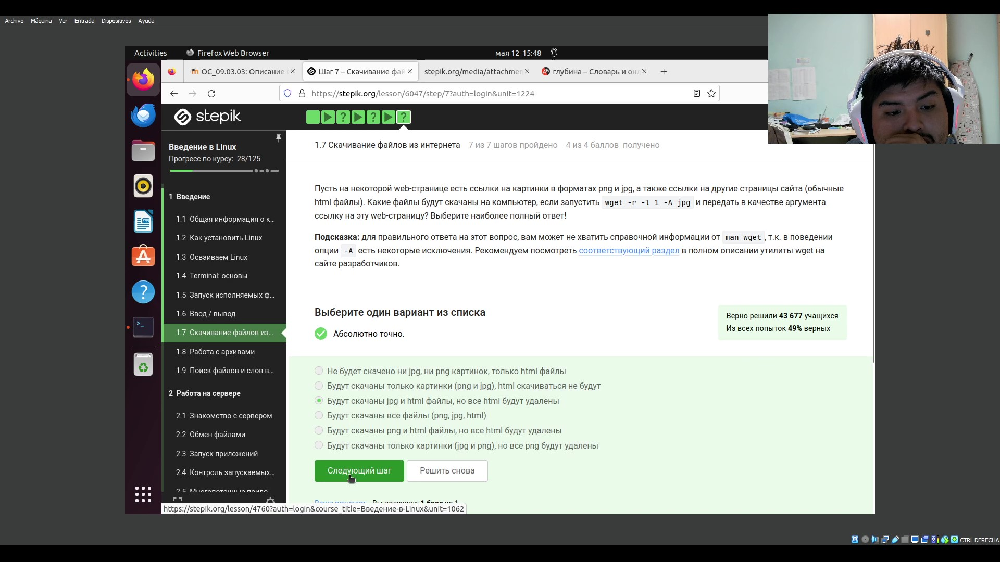 Archivo Máquina Ver Entrada Dispositivos Ayuda
Activities Firefox Web Browser мая 12 15:48
ОС_09.03.03: Описание
Шаг 7 – Скачивание фай
stepik.org/media/attachmen
глубина – Словарь и онл
https://stepik.org/lesson/6047/step/7?auth=login&unit=1224
stepik
Введение в Linux
Прогресс по курсу: 28/125
1 Введение
1.1 Общая информация о к...
1.2 Как установить Linux
1.3 Осваиваем Linux
1.4 Terminal: основы
1.5 Запуск исполняемых ф...
1.6 Ввод / вывод
1.7 Скачивание файлов из...
1.8 Работа с архивами
1.9 Поиск файлов и слов в...
2 Работа на сервере
2.1 Знакомство с сервером
2.2 Обмен файлами
2.3 Запуск приложений
2.4 Контроль запускаемых...
1.7 Скачивание файлов из интернета 7 из 7 шагов пройдено 4 из 4 баллов получено
Пусть на некоторой web-странице есть ссылки на картинки в форматах png и jpg, а также ссылки на другие страницы сайта (обычные
html файлы). Какие файлы будут скачаны на компьютер, если запустить wget -r -l 1 -A jpg и передать в качестве аргумента
ссылку на эту web-страницу? Выберите наиболее полный ответ!
Подсказка: для правильного ответа на этот вопрос, вам может не хватить справочной информации от man wget, т.к. в поведении
опции -A есть некоторые исключения. Рекомендуем посмотреть соответствующий раздел в полном описании утилиты wget на
сайте разработчиков.
Выберите один вариант из списка
Абсолютно точно.
Верно решили 43 677 учащихся
Из всех попыток 49% верных
Не будет скачено ни jpg, ни png картинок, только html файлы
Будут скачаны только картинки (png и jpg), html скачиваться не будут
Будут скачаны jpg и html файлы, но все html будут удалены
Будут скачаны все файлы (png, jpg, html)
Будут скачаны png и html файлы, но все html будут удалены
Будут скачаны только картинки (jpg и png), но все png будут удалены
Следующий шаг Решить снова
https://stepik.org/lesson/4760?auth=login&course_title=Введение-в-Linux&unit=1062
CTRL DERECHA